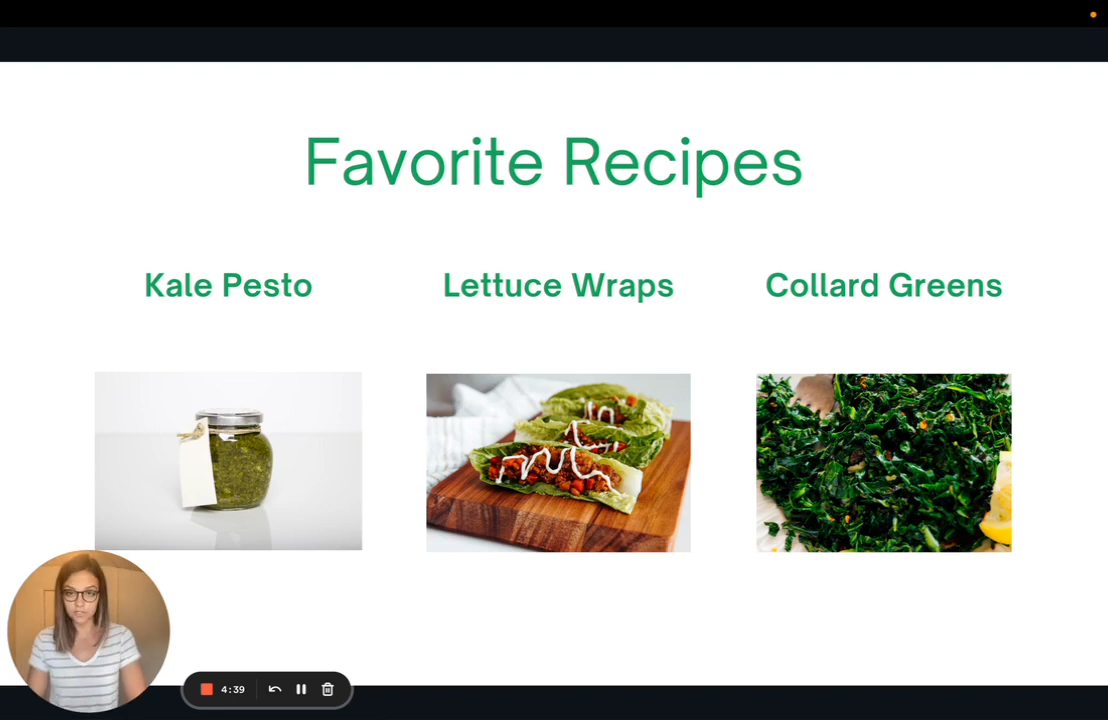 Favorite Recipes
Kale Pesto
Lettuce Wraps
Collard Greens
4:39